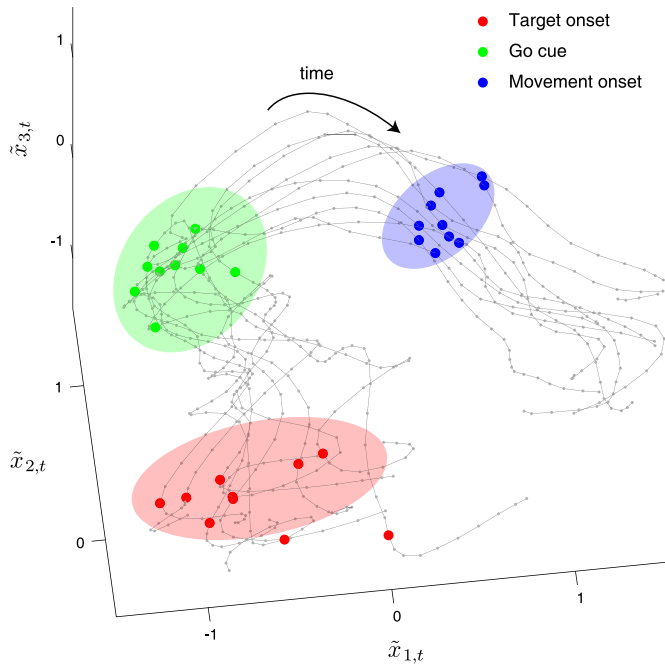 Target onset
Go cue
Movement onset
time
1
0
-1
x̃₃,ₜ
1
0
x̃₂,ₜ
-1
0
1
x̃₁,ₜ